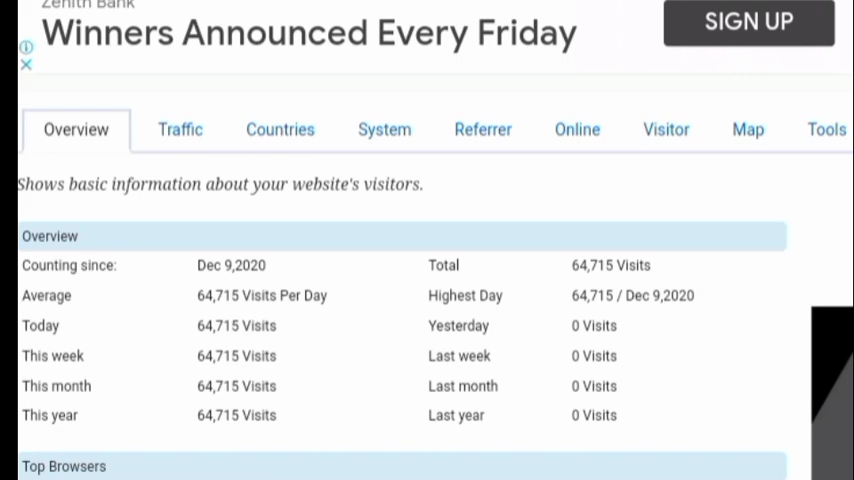 Zenith Bank
Winners Announced Every Friday
SIGN UP
Overview Traffic Countries System Referrer Online Visitor Map Tools
Shows basic information about your website's visitors.
Overview
Counting since: Dec 9,2020 Total 64,715 Visits
Average 64,715 Visits Per Day Highest Day 64,715 / Dec 9,2020
Today 64,715 Visits Yesterday 0 Visits
This week 64,715 Visits Last week 0 Visits
This month 64,715 Visits Last month 0 Visits
This year 64,715 Visits Last year 0 Visits
Top Browsers